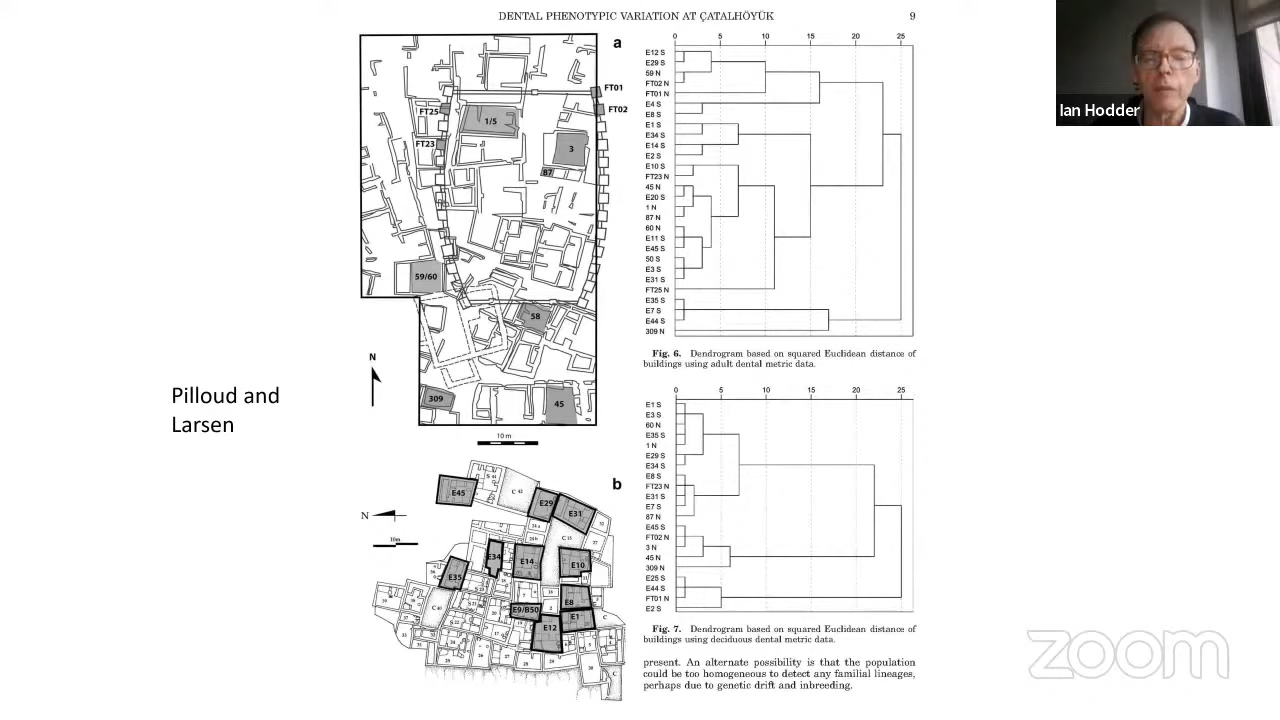 DENTAL PHENOTYPIC VARIATION AT ÇATALHÖYÜK 9
Ian Hodder
Pilloud and
Larsen
a
FT01
FT02
FT25
1/5
FT23
3
87
59/60
58
N
309
45
10 m
b
E45
S 44
C 42
E29
E31
N
10m
C 15
E34
E14
E10
E35
E8
E9/B50
E1
E12
C 40
0 5 10 15 20 25
E12 S
E29 S
59 N
FT02 N
FT01 N
E4 S
E8 S
E1 S
E34 S
E14 S
E2 S
E10 S
FT23 N
45 N
E20 S
1 N
87 N
60 N
E11 S
E45 S
50 S
E3 S
E31 S
FT25 N
E35 S
E7 S
E44 S
309 N
Fig. 6. Dendrogram based on squared Euclidean distance of
buildings using adult dental metric data.
0 5 10 15 20 25
E1 S
E3 S
60 N
E35 S
1 N
E29 S
E34 S
E8 S
FT23 N
E31 S
E7 S
87 N
E45 S
FT02 N
3 N
45 N
309 N
E25 S
E44 S
FT01 N
E2 S
Fig. 7. Dendrogram based on squared Euclidean distance of
buildings using deciduous dental metric data.
present. An alternate possibility is that the population
could be too homogeneous to detect any familial lineages,
perhaps due to genetic drift and inbreeding.
zoom